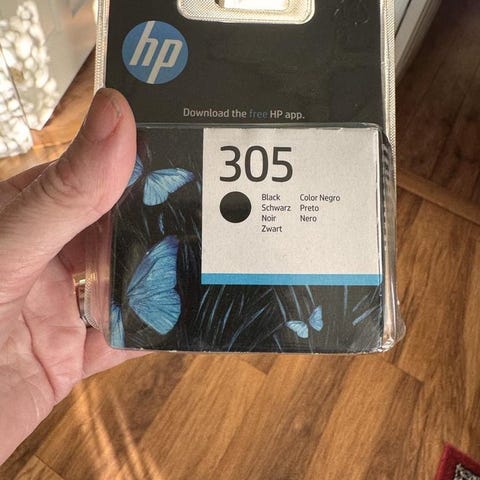 hp
Download the free HP app.
305
Black Color Negro
Schwarz Preto
Noir Nero
Zwart